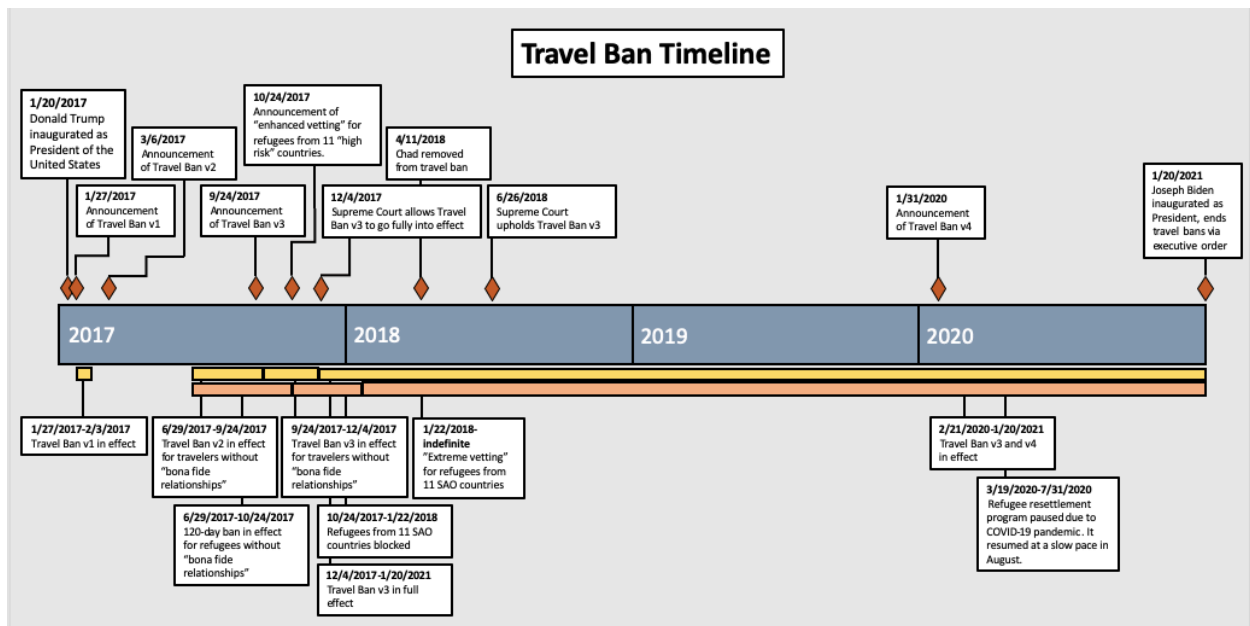 Travel Ban Timeline
1/20/2017
Donald Trump
inaugurated as
President of the
United States
1/27/2017
Announcement
of Travel Ban v1
3/6/2017
Announcement
of Travel Ban v2
9/24/2017
Announcement
of Travel Ban v3
10/24/2017
Announcement of
“enhanced vetting” for
refugees from 11 “high
risk” countries.
12/4/2017
Supreme Court allows Travel
Ban v3 to go fully into effect
4/11/2018
Chad removed
from travel ban
6/26/2018
Supreme Court
upholds Travel Ban v3
1/31/2020
Announcement
of Travel Ban v4
1/20/2021
Joseph Biden
inaugurated as
President, ends
travel bans via
executive order
2017
2018
2019
2020
1/27/2017-2/3/2017
Travel Ban v1 in effect
6/29/2017-9/24/2017
Travel Ban v2 in effect
for travelers without
“bona fide
relationships”
6/29/2017-10/24/2017
120-day ban in effect
for refugees without
“bona fide
relationships”
9/24/2017-12/4/2017
Travel Ban v3 in effect
for travelers without
“bona fide
relationships”
10/24/2017-1/22/2018
Refugees from 11 SAO
countries blocked
12/4/2017-1/20/2021
Travel Ban v3 in full
effect
1/22/2018-
indefinite
”Extreme vetting”
for refugees from
11 SAO countries
2/21/2020-1/20/2021
Travel Ban v3 and v4
in effect
3/19/2020-7/31/2020
Refugee resettlement
program paused due to
COVID-19 pandemic. It
resumed at a slow pace in
August.